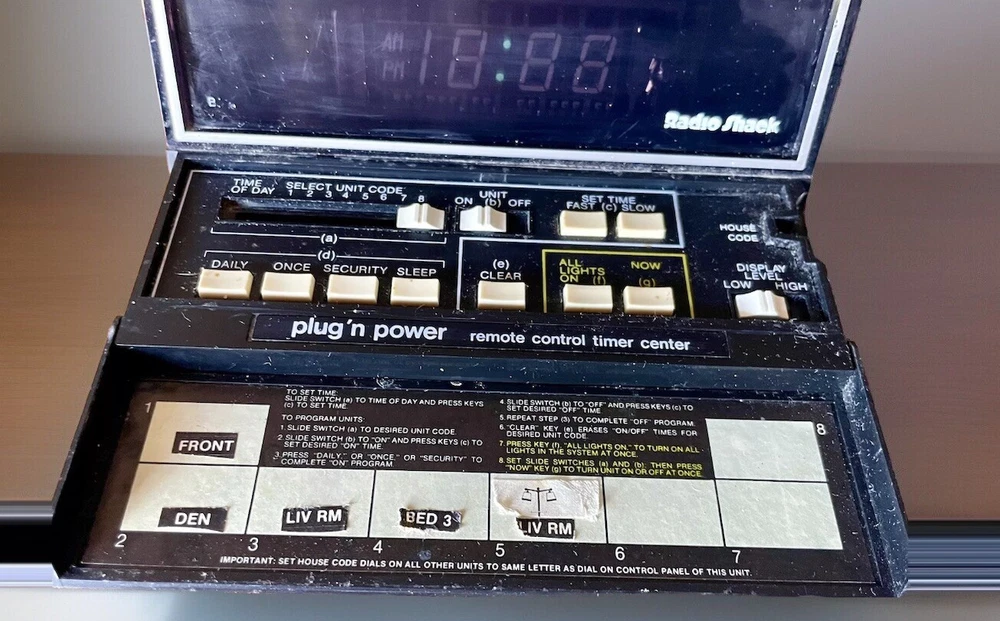 AM
PM 18:88
Radio Shack
TIME OF DAY
SELECT UNIT CODE
1 2 3 4 5 6 7 8
(a)
UNIT
ON (b) OFF
SET TIME
FAST (c) SLOW
HOUSE
CODE
(d)
DAILY ONCE SECURITY SLEEP
(e)
CLEAR
ALL
LIGHTS
ON (f)
NOW
(g)
DISPLAY
LEVEL
LOW HIGH
plug 'n power remote control timer center
TO SET TIME
SLIDE SWITCH (a) TO TIME OF DAY AND PRESS KEYS
(c) TO SET TIME
TO PROGRAM UNITS:
1. SLIDE SWITCH (a) TO DESIRED UNIT CODE.
2. SLIDE SWITCH (b) TO "ON" AND PRESS KEYS (c) TO
SET DESIRED "ON" TIME
3. PRESS "DAILY," OR "ONCE," OR "SECURITY" TO
COMPLETE "ON" PROGRAM.
4. SLIDE SWITCH (b) TO "OFF" AND PRESS KEYS (c) TO
SET DESIRED "OFF" TIME
5. REPEAT STEP (3) TO COMPLETE "OFF" PROGRAM.
6. "CLEAR" KEY (e) ERASES "ON/OFF" TIMES FOR
DESIRED UNIT CODE.
7. PRESS KEY (f), "ALL LIGHTS ON," TO TURN ON ALL
LIGHTS IN THE SYSTEM AT ONCE.
8. SET SLIDE SWITCHES (a) AND (b); THEN PRESS
"NOW" KEY (g) TO TURN UNIT ON OR OFF AT ONCE.
1
FRONT
8
DEN
LIV RM
BED 3
LIV RM
2 3 4 5 6 7
IMPORTANT: SET HOUSE CODE DIALS ON ALL OTHER UNITS TO SAME LETTER AS DIAL ON CONTROL PANEL OF THIS UNIT.